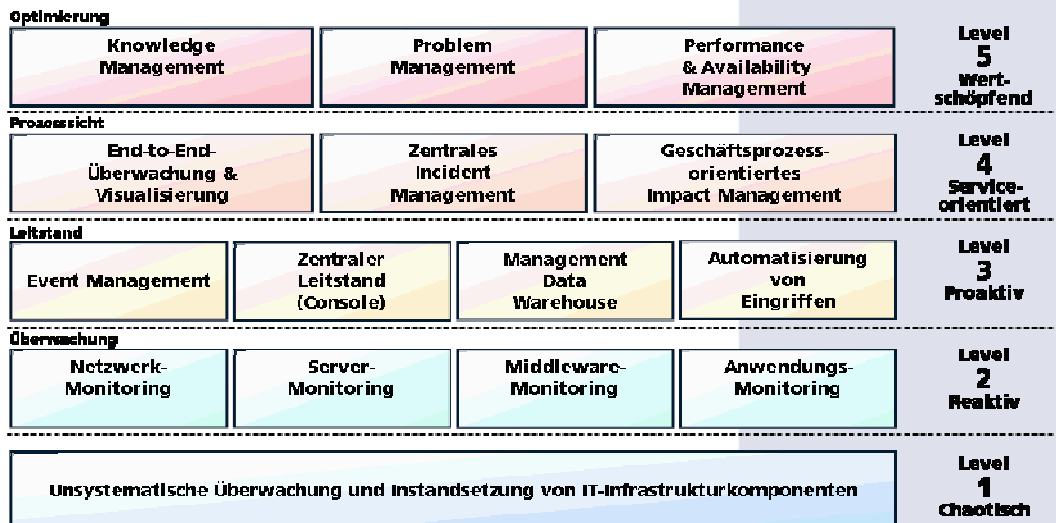 Optimierung
Knowledge
Management
Problem
Management
Performance
& Availability
Management
Level
5
Wert-
schöpfend
Prozesssicht
End-to-End-
Überwachung &
Visualisierung
Zentrales
Incident
Management
Geschäftsprozess-
orientiertes
Impact Management
Level
4
Service-
orientiert
Leitstand
Event Management
Zentraler
Leitstand
(Console)
Management
Data
Warehouse
Automatisierung
von
Eingriffen
Level
3
Proaktiv
Überwachung
Netzwerk-
Monitoring
Server-
Monitoring
Middleware-
Monitoring
Anwendungs-
Monitoring
Level
2
Reaktiv
Unsystematische Überwachung und Instandsetzung von IT-Infrastrukturkomponenten
Level
1
Chaotisch